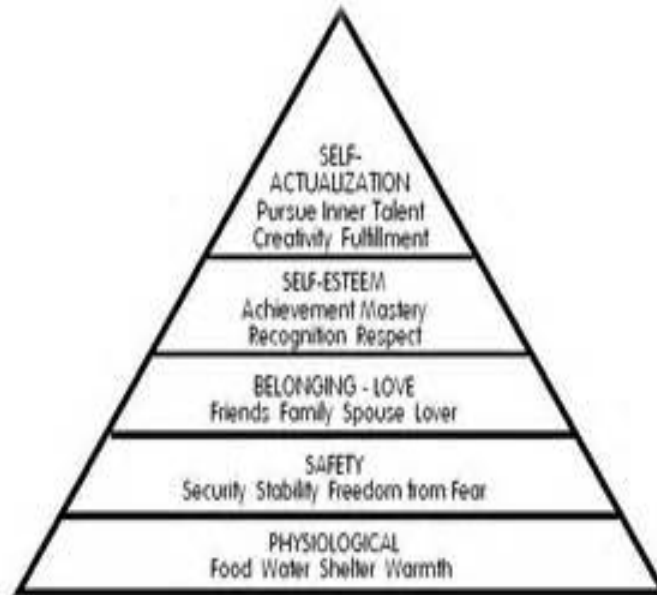 SELF-
ACTUALIZATION
Pursue Inner Talent
Creativity Fulfillment
SELF-ESTEEM
Achievement Mastery
Recognition Respect
BELONGING - LOVE
Friends Family Spouse Lover
SAFETY
Security Stability Freedom from Fear
PHYSIOLOGICAL
Food Water Shelter Warmth